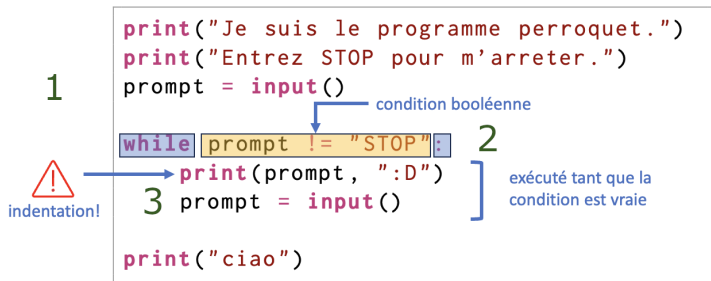 print("Je suis le programme perroquet.")
print("Entrez STOP pour m’arreter.")
1
prompt = input()
condition booléenne
while prompt != "STOP":
2
print(prompt, ":D")
exécuté tant que la
condition est vraie
indentation!
3
prompt = input()
print("ciao")